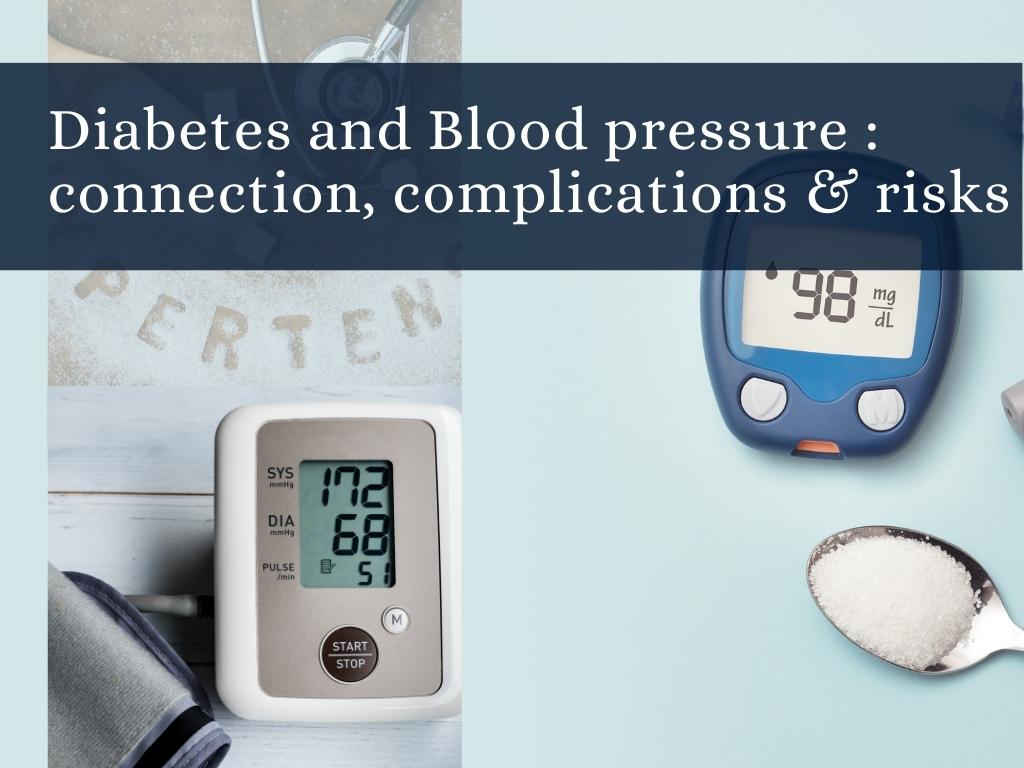 Diabetes and Blood pressure :
connection, complications & risks
PERTEN
98 mg
dL
SYS
mmHg
172
DIA
mmHg
68
PULSE
/min
51
M
M
START
STOP